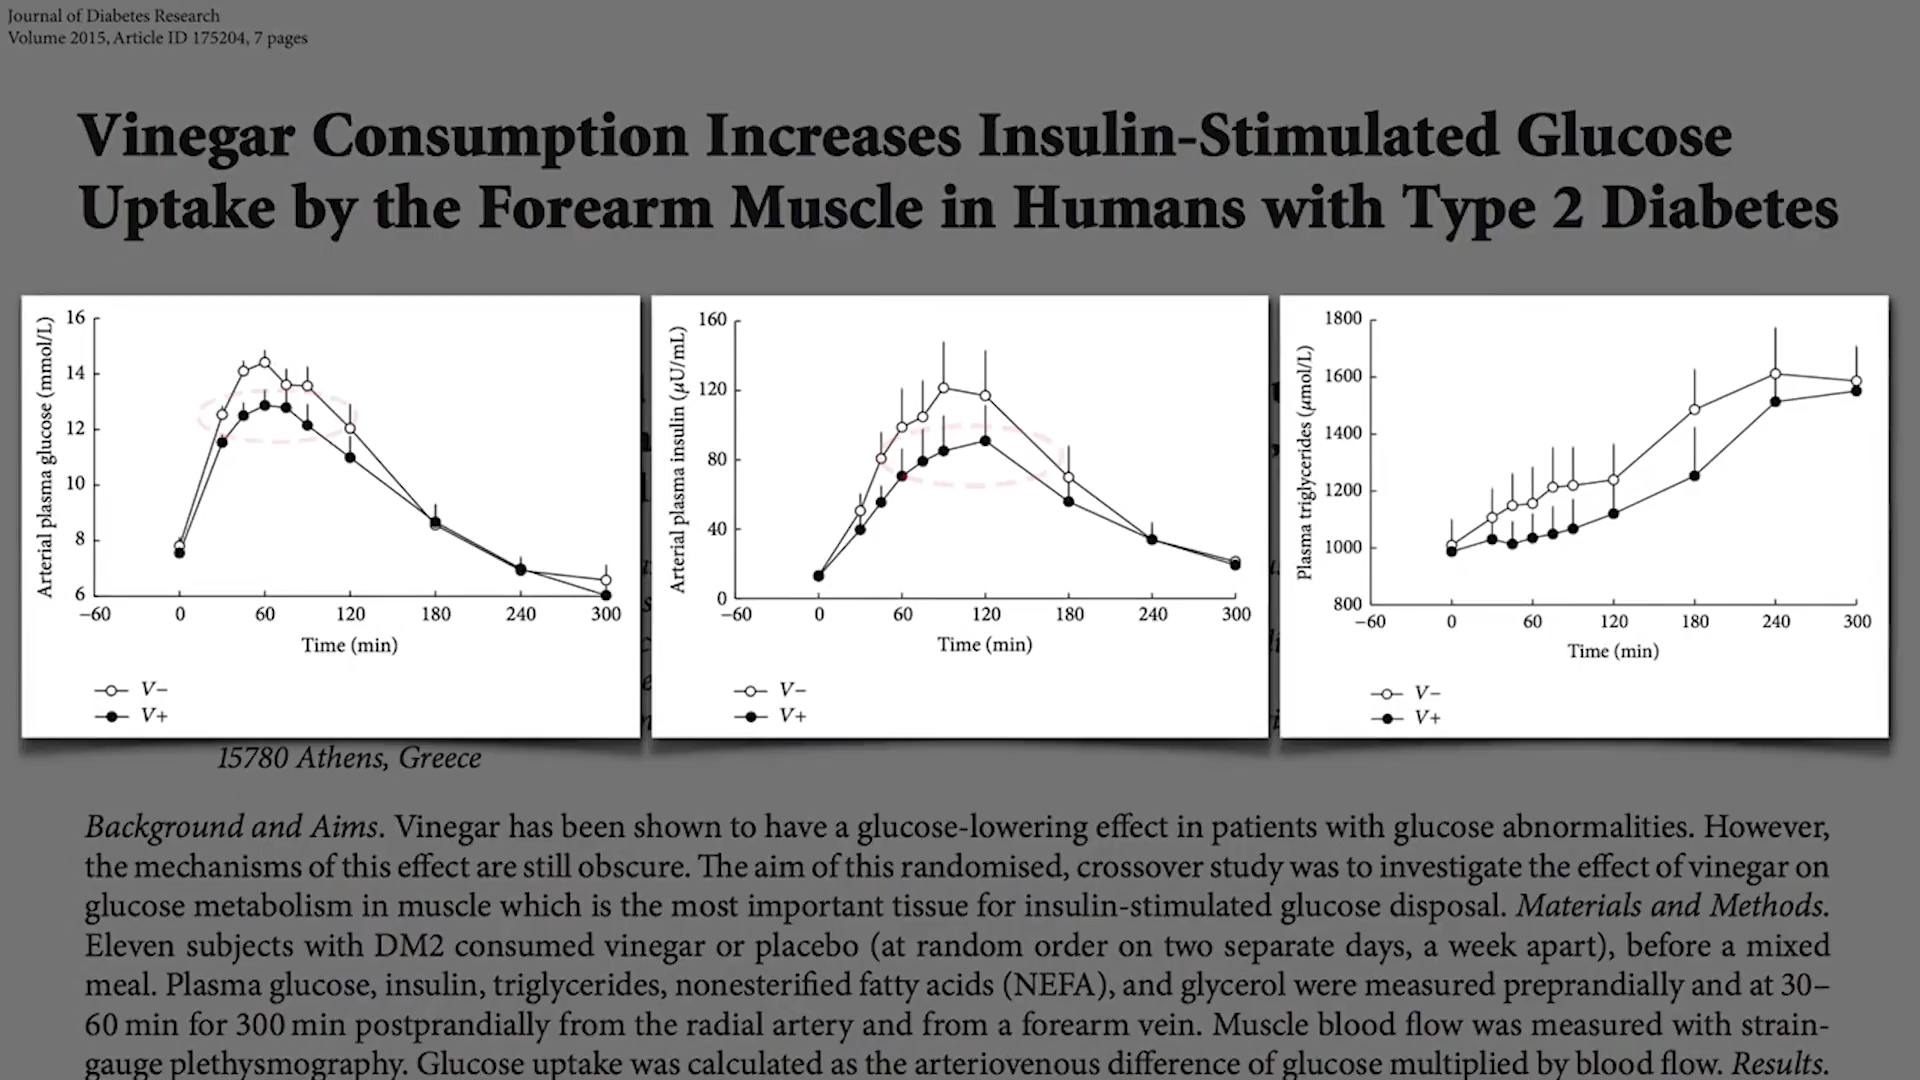 Journal of Diabetes Research
Volume 2015, Article ID 175204, 7 pages
Vinegar Consumption Increases Insulin-Stimulated Glucose
Uptake by the Forearm Muscle in Humans with Type 2 Diabetes
Arterial plasma glucose (mmol/L)
16
14
12
10
8
6
−60 0 60 120 180 240 300
Time (min)
V−
V+
Arterial plasma insulin (μU/mL)
160
120
80
40
0
−60 0 60 120 180 240 300
Time (min)
V−
V+
Plasma triglycerides (μmol/L)
1800
1600
1400
1200
1000
800
−60 0 60 120 180 240 300
Time (min)
V−
V+
15780 Athens, Greece
Background and Aims. Vinegar has been shown to have a glucose-lowering effect in patients with glucose abnormalities. However,
the mechanisms of this effect are still obscure. The aim of this randomised, crossover study was to investigate the effect of vinegar on
glucose metabolism in muscle which is the most important tissue for insulin-stimulated glucose disposal. Materials and Methods.
Eleven subjects with DM2 consumed vinegar or placebo (at random order on two separate days, a week apart), before a mixed
meal. Plasma glucose, insulin, triglycerides, nonesterified fatty acids (NEFA), and glycerol were measured preprandially and at 30–
60 min for 300 min postprandially from the radial artery and from a forearm vein. Muscle blood flow was measured with strain-
gauge plethysmography. Glucose uptake was calculated as the arteriovenous difference of glucose multiplied by blood flow. Results.